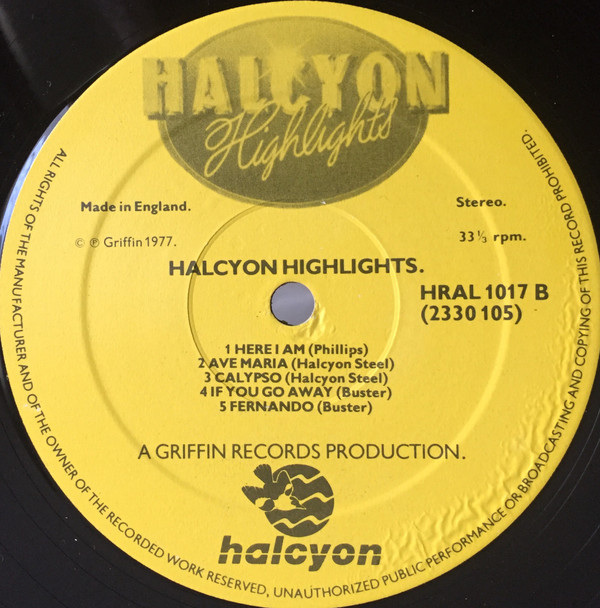 HALCYON
Highlights
Made in England.
Stereo.
© ℗ Griffin 1977.
33⅓ rpm.
HALCYON HIGHLIGHTS.
HRAL 1017 B
(2330 105)
1 HERE I AM (Phillips)
2 AVE MARIA (Halcyon Steel)
3 CALYPSO (Halcyon Steel)
4 IF YOU GO AWAY (Buster)
5 FERNANDO (Buster)
A GRIFFIN RECORDS PRODUCTION.
halcyon
ALL RIGHTS OF THE MANUFACTURER AND OF THE OWNER OF THE RECORDED WORK RESERVED, UNAUTHORIZED PUBLIC PERFORMANCE OR BROADCASTING AND COPYING OF THIS RECORD PROHIBITED.